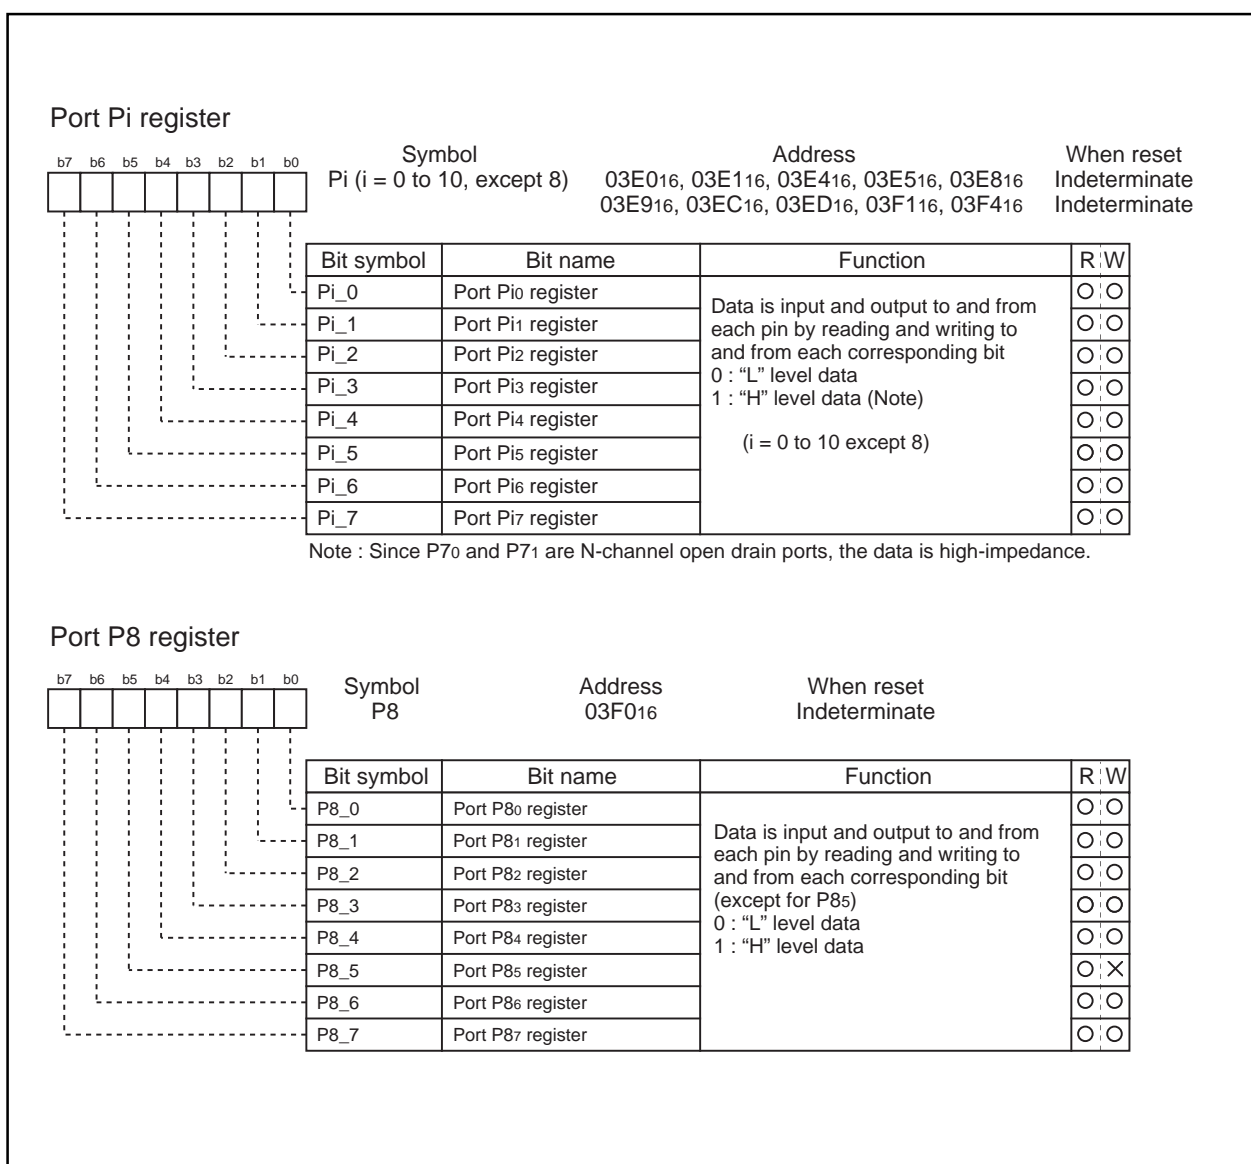 Port Pi register
b7 b6 b5 b4 b3 b2 b1 b0
Symbol Address When reset
Pi (i = 0 to 10, except 8) 03E016, 03E116, 03E416, 03E516, 03E816 Indeterminate
03E916, 03EC16, 03ED16, 03F116, 03F416 Indeterminate
Bit symbol Bit name Function R W
Pi_0 Port Pi0 register
Pi_1 Port Pi1 register
Pi_2 Port Pi2 register
Pi_3 Port Pi3 register
Pi_4 Port Pi4 register
Pi_5 Port Pi5 register
Pi_6 Port Pi6 register
Pi_7 Port Pi7 register
Data is input and output to and from
each pin by reading and writing to
and from each corresponding bit
0 : “L” level data
1 : “H” level data (Note)
(i = 0 to 10 except 8)
Note : Since P70 and P71 are N-channel open drain ports, the data is high-impedance.
Port P8 register
b7 b6 b5 b4 b3 b2 b1 b0
Symbol Address When reset
P8 03F016 Indeterminate
Bit symbol Bit name Function R W
P8_0 Port P80 register
P8_1 Port P81 register
P8_2 Port P82 register
P8_3 Port P83 register
P8_4 Port P84 register
P8_5 Port P85 register
P8_6 Port P86 register
P8_7 Port P87 register
Data is input and output to and from
each pin by reading and writing to
and from each corresponding bit
(except for P85)
0 : “L” level data
1 : “H” level data